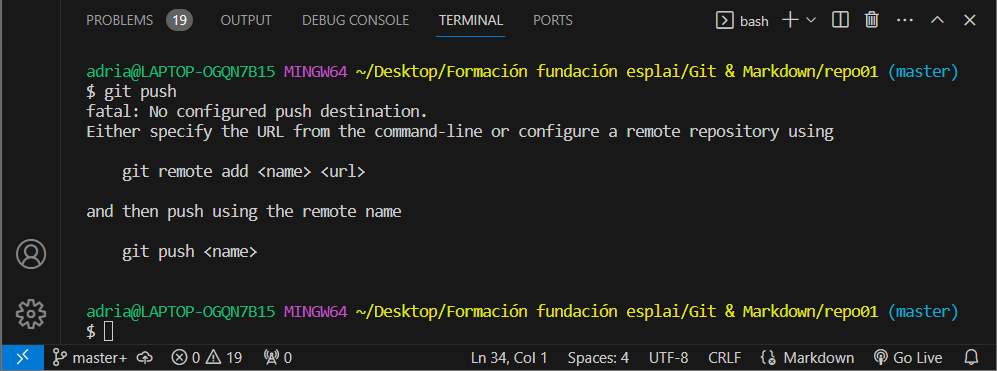 PROBLEMS 19 OUTPUT DEBUG CONSOLE TERMINAL PORTS bash
adria@LAPTOP-OGQN7B15 MINGW64 ~/Desktop/Formación fundación esplai/Git & Markdown/repo01 (master)
$ git push
fatal: No configured push destination.
Either specify the URL from the command-line or configure a remote repository using
git remote add <name> <url>
and then push using the remote name
git push <name>
adria@LAPTOP-OGQN7B15 MINGW64 ~/Desktop/Formación fundación esplai/Git & Markdown/repo01 (master)
$
master+ 0 19 0 Ln 34, Col 1 Spaces: 4 UTF-8 CRLF Markdown Go Live